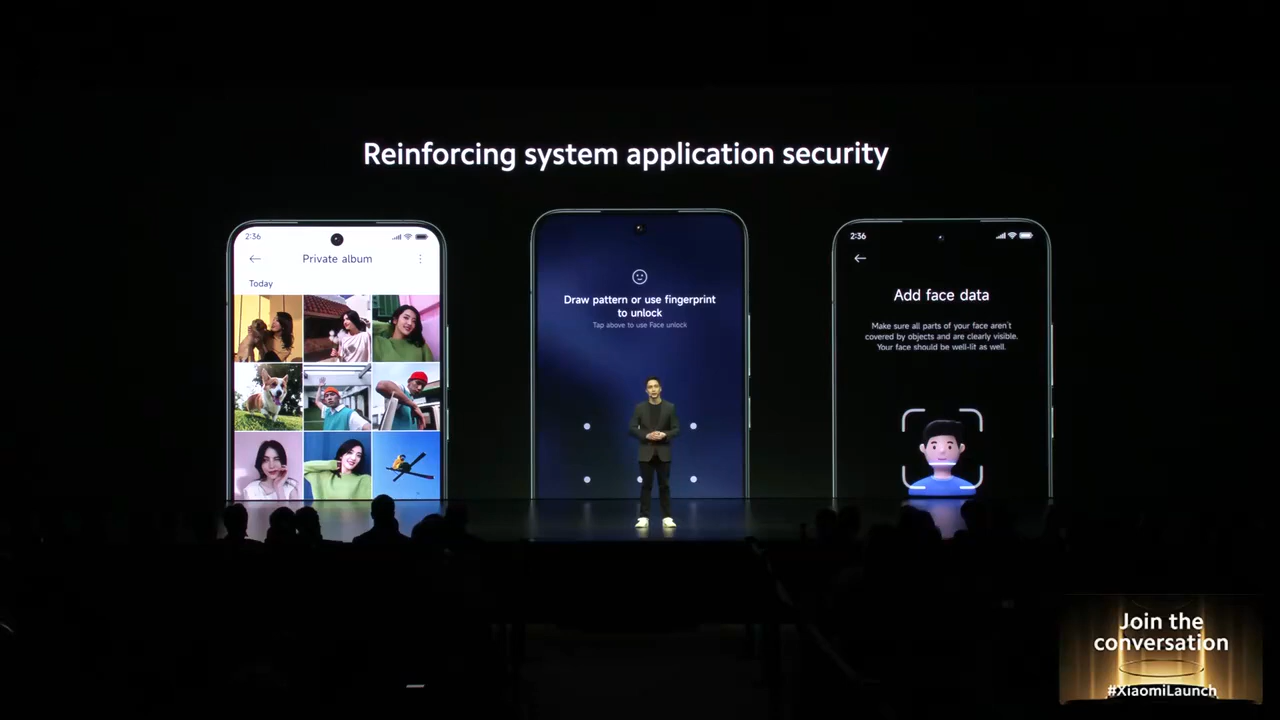 Reinforcing system application security
2:36
Private album
Today
Draw pattern or use fingerprint
to unlock
Tap above to use Face unlock
2:36
Add face data
Make sure all parts of your face aren't
covered by objects and are clearly visible.
Your face should be well-lit as well.
Join the
conversation
#XiaomiLaunch